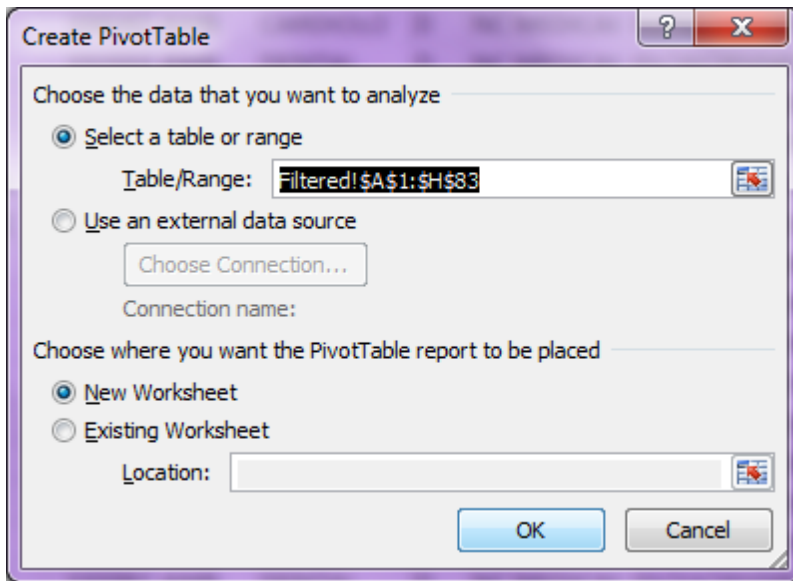 Create PivotTable
?
X
Choose the data that you want to analyze
Select a table or range
Table/Range: Filtered!$A$1:$H$83
Use an external data source
Choose Connection...
Connection name:
Choose where you want the PivotTable report to be placed
New Worksheet
Existing Worksheet
Location:
OK Cancel